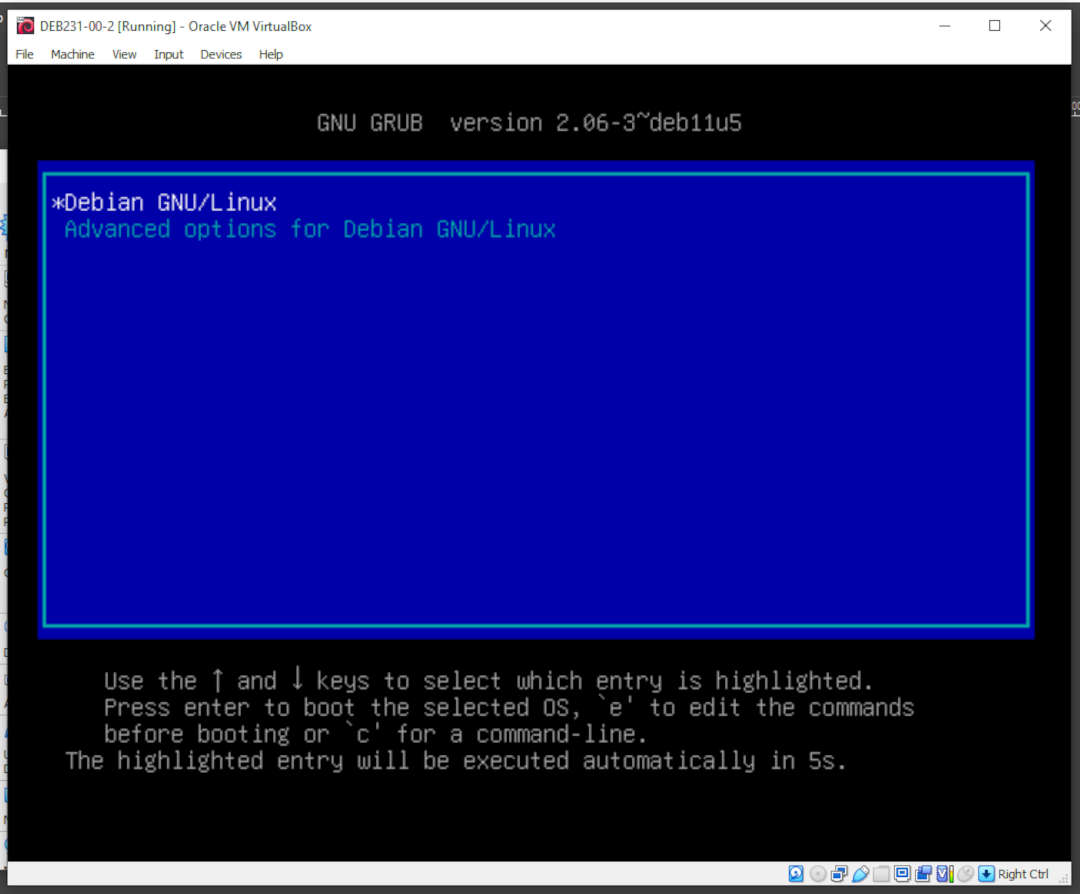 DEB231-00-2 [Running] - Oracle VM VirtualBox
File Machine View Input Devices Help
GNU GRUB version 2.06-3~deb11u5
*Debian GNU/Linux
Advanced options for Debian GNU/Linux
Use the ↑ and ↓ keys to select which entry is highlighted.
Press enter to boot the selected OS, `e' to edit the commands
before booting or `c' for a command-line.
The highlighted entry will be executed automatically in 5s.
Right Ctrl